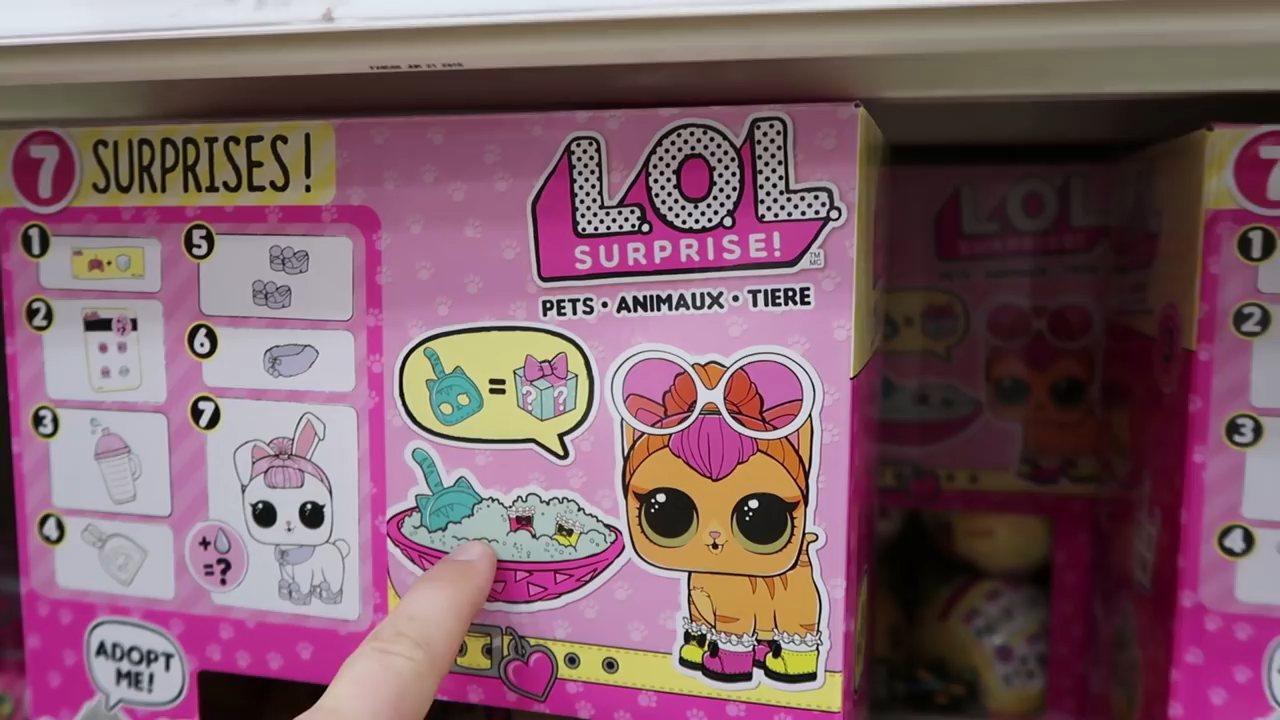 7 SURPRISES!
1
2
3
4
5
6
7
+
=?
ADOPT
ME!
L.O.L.
SURPRISE!
TM
MC
PETS • ANIMAUX • TIERE
= ? ?
L.O.L.
7
1
2
3
4